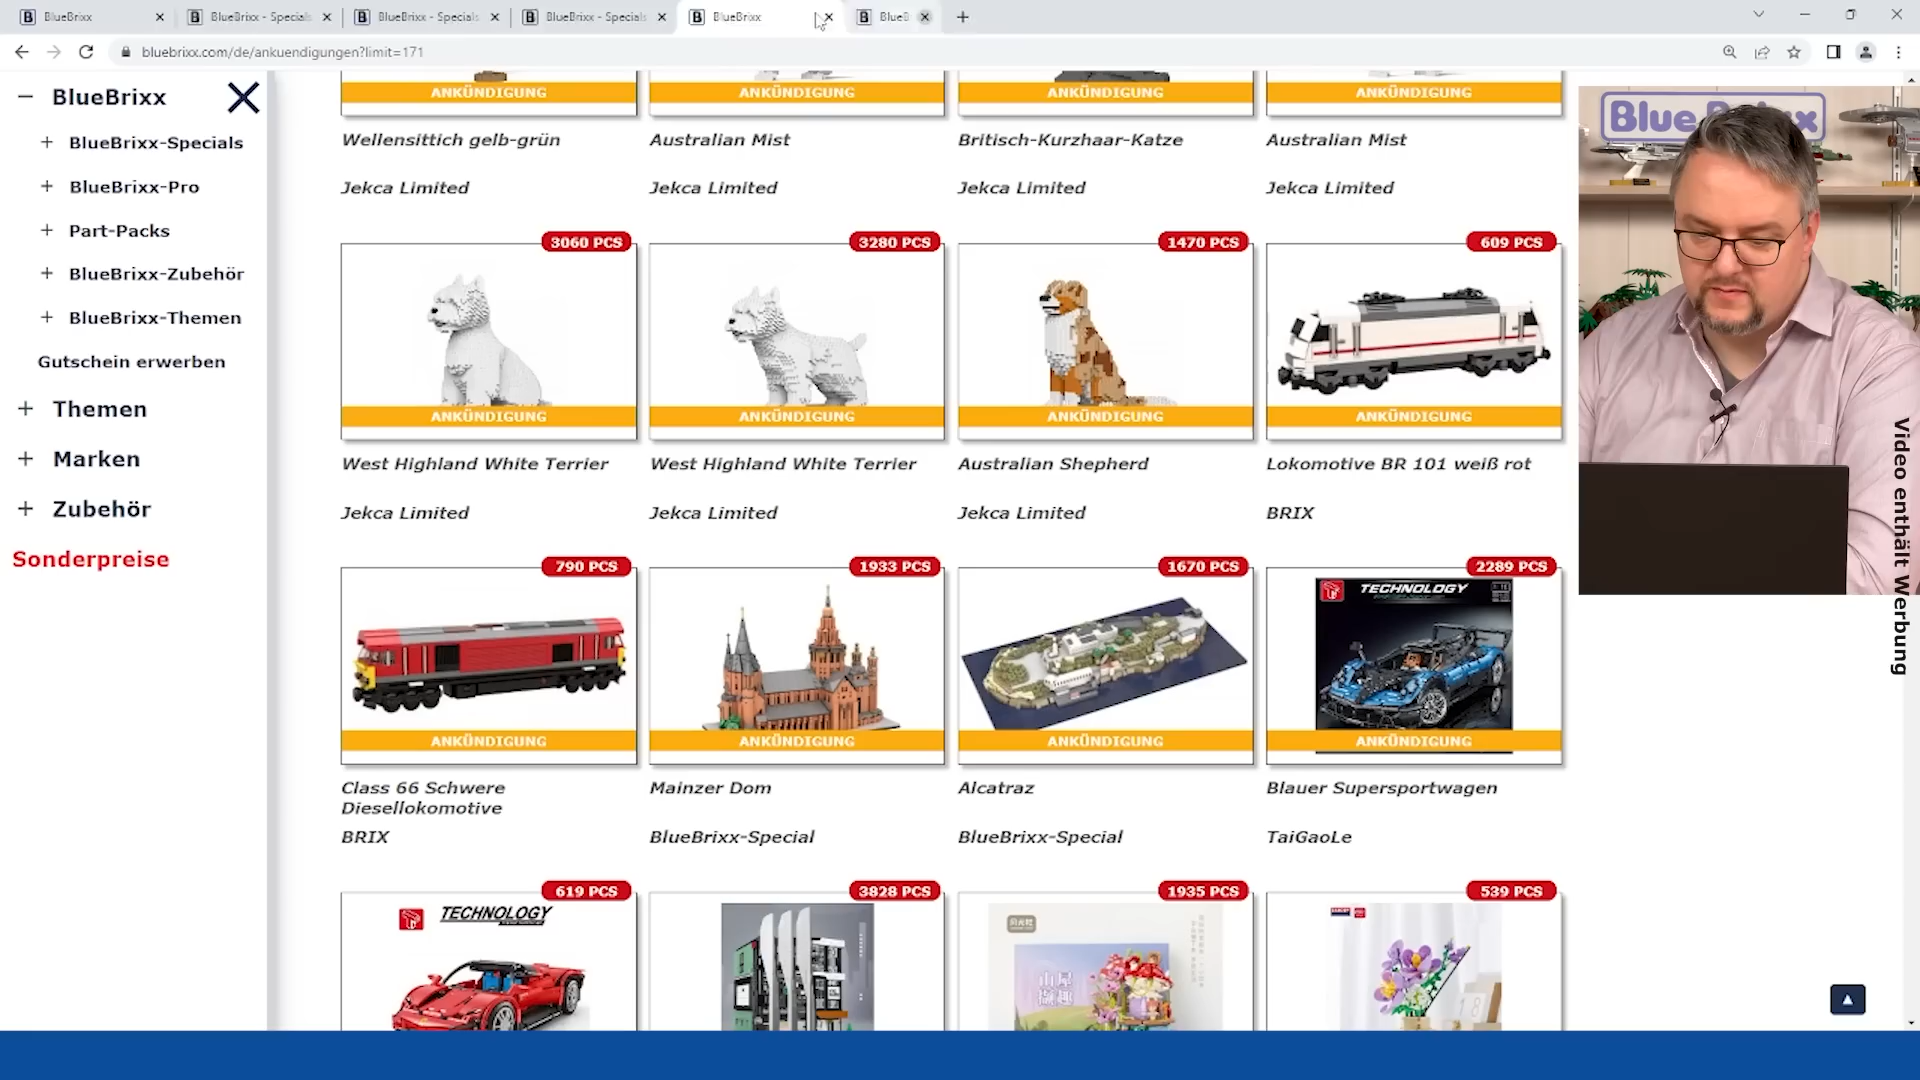 BlueBrixx
BlueBrixx - Specials
BlueBrixx - Specials
BlueBrixx - Specials
BlueBrixx
BlueB
bluebrixx.com/de/ankuendigungen?limit=171
BlueBrixx
BlueBrixx-Specials
BlueBrixx-Pro
Part-Packs
BlueBrixx-Zubehör
BlueBrixx-Themen
Gutschein erwerben
Themen
Marken
Zubehör
Sonderpreise
ANKÜNDIGUNG
ANKÜNDIGUNG
ANKÜNDIGUNG
ANKÜNDIGUNG
Wellensittich gelb-grün
Australian Mist
Britisch-Kurzhaar-Katze
Australian Mist
Jekca Limited
Jekca Limited
Jekca Limited
Jekca Limited
3060 PCS
3280 PCS
1470 PCS
609 PCS
ANKÜNDIGUNG
ANKÜNDIGUNG
ANKÜNDIGUNG
ANKÜNDIGUNG
West Highland White Terrier
West Highland White Terrier
Australian Shepherd
Lokomotive BR 101 weiß rot
Jekca Limited
Jekca Limited
Jekca Limited
BRIX
790 PCS
1933 PCS
1670 PCS
2289 PCS
TECHNOLOGY
ANKÜNDIGUNG
ANKÜNDIGUNG
ANKÜNDIGUNG
ANKÜNDIGUNG
Class 66 Schwere
Diesellokomotive
Mainzer Dom
Alcatraz
Blauer Supersportwagen
BRIX
BlueBrixx-Special
BlueBrixx-Special
TaiGaoLe
619 PCS
3828 PCS
1935 PCS
539 PCS
TECHNOLOGY
Video enthält Werbung